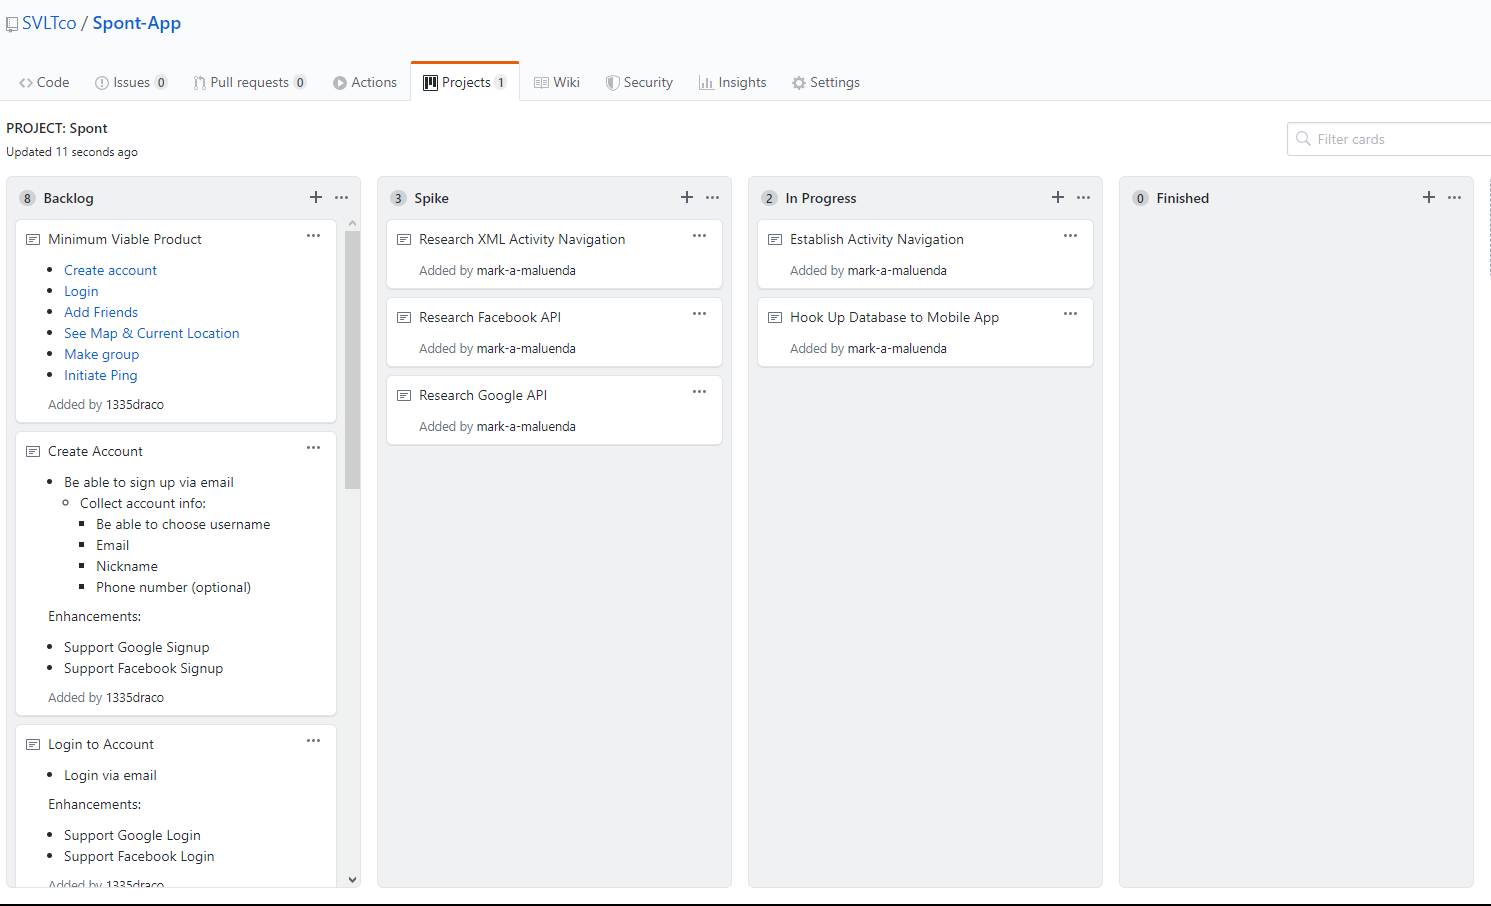 SVLTco / Spont-App
Code
Issues 0
Pull requests 0
Actions
Projects 1
Wiki
Security
Insights
Settings
PROJECT: Spont
Updated 11 seconds ago
Filter cards
8 Backlog
Minimum Viable Product
Create account
Login
Add Friends
See Map & Current Location
Make group
Initiate Ping
Added by 1335draco
Create Account
Be able to sign up via email
Collect account info:
Be able to choose username
Email
Nickname
Phone number (optional)
Enhancements:
Support Google Signup
Support Facebook Signup
Added by 1335draco
Login to Account
Login via email
Enhancements:
Support Google Login
Support Facebook Login
Added by 1335draco
3 Spike
Research XML Activity Navigation
Added by mark-a-maluenda
Research Facebook API
Added by mark-a-maluenda
Research Google API
Added by mark-a-maluenda
2 In Progress
Establish Activity Navigation
Added by mark-a-maluenda
Hook Up Database to Mobile App
Added by mark-a-maluenda
0 Finished